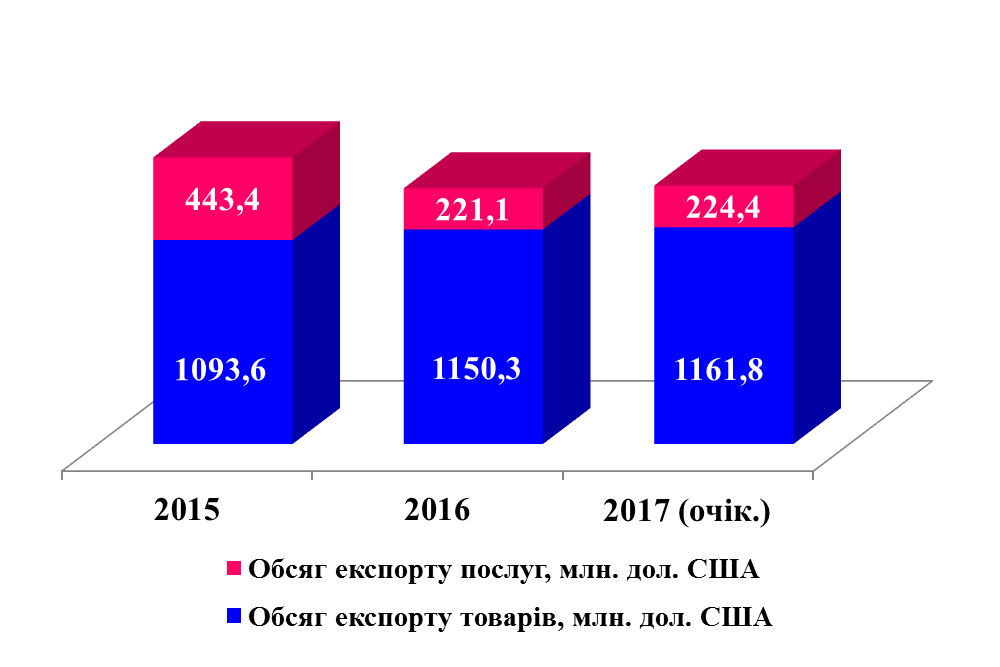 443,4
221,1
224,4
1093,6
1150,3
1161,8
2015
2016
2017 (очік.)
Обсяг експорту послуг, млн. дол. США
Обсяг експорту товарів, млн. дол. США